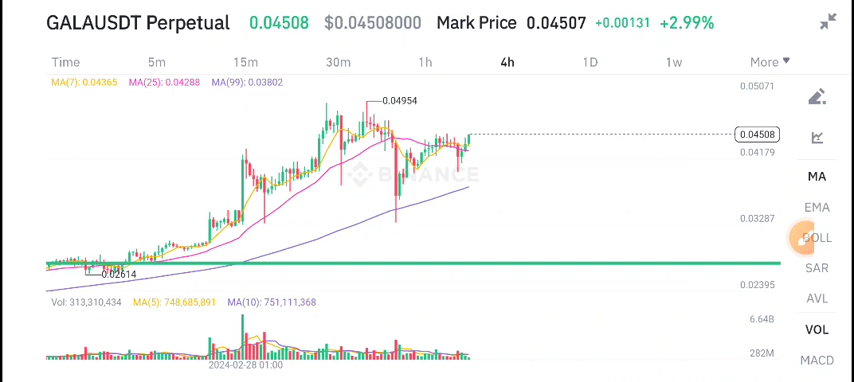 GALAUSDT Perpetual 0.04508 $0.04508000 Mark Price 0.04507 +0.00131 +2.99%
Time 5m 15m 30m 1h 4h 1D 1w More
MA(7): 0.04365 MA(25): 0.04288 MA(99): 0.03802
0.05071
0.04954
0.04508
0.04179
MA
BINANCE
EMA
0.03287
BOLL
0.02614
SAR
0.02395
Vol: 313,310,434 MA(5): 748,685,891 MA(10): 751,111,368
AVL
6.64B
VOL
282M
MACD
2024-02-28 01:00